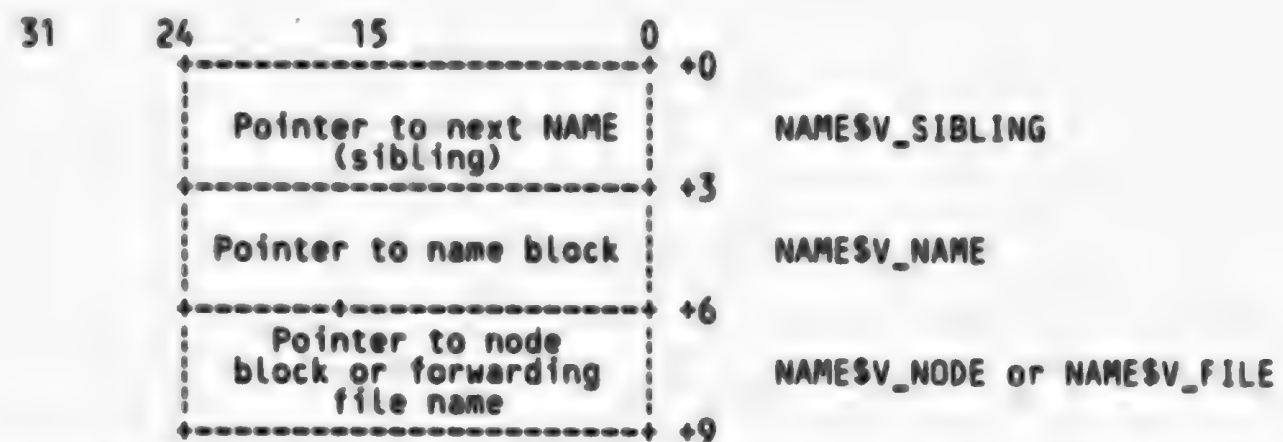 31 24 15 0
+0
Pointer to next NAME NAME$V_SIBLING
(sibling)
+3
Pointer to name block NAME$V_NAME
+6
Pointer to node
block or forwarding NAME$V_NODE or NAME$V_FILE
file name
+9